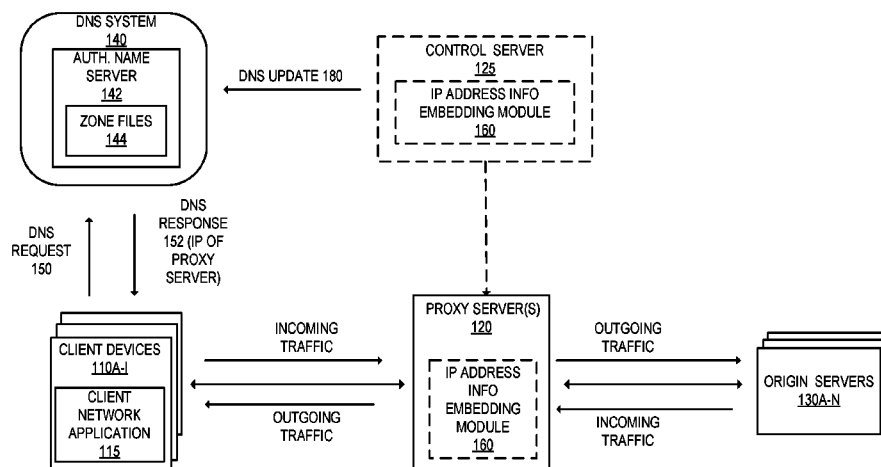 DNS SYSTEM
140
AUTH. NAME
SERVER
142
ZONE FILES
144
DNS UPDATE 180
CONTROL SERVER
125
IP ADDRESS INFO
EMBEDDING MODULE
160
DNS
REQUEST
150
DNS
RESPONSE
152 (IP OF
PROXY
SERVER)
CLIENT DEVICES
110A-I
CLIENT
NETWORK
APPLICATION
115
INCOMING
TRAFFIC
OUTGOING
TRAFFIC
PROXY SERVER(S)
120
IP ADDRESS
INFO
EMBEDDING
MODULE
160
OUTGOING
TRAFFIC
INCOMING
TRAFFIC
ORIGIN SERVERS
130A-N